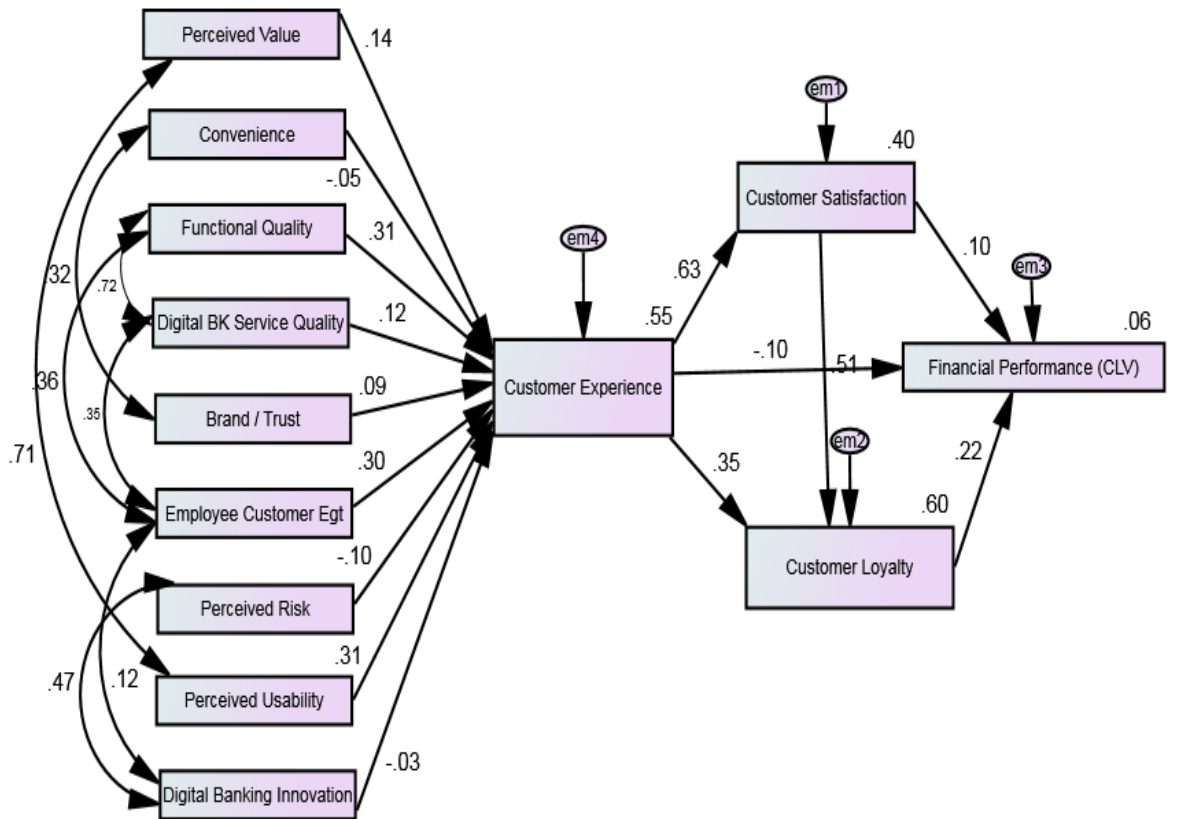 Perceived Value
.14
em1
Convenience
.40
-.05
Customer Satisfaction
Functional Quality
.31
em4
.10
em3
.32
.72
.63
Digital BK Service Quality
.12
.55
.06
-.10
.51
Financial Performance (CLV)
.36
Customer Experience
.09
.35
Brand / Trust
em2
.71
.30
.35
.22
Employee Customer Egt
.60
-.10
Customer Loyalty
Perceived Risk
.31
.47
.12
Perceived Usability
-.03
Digital Banking Innovation